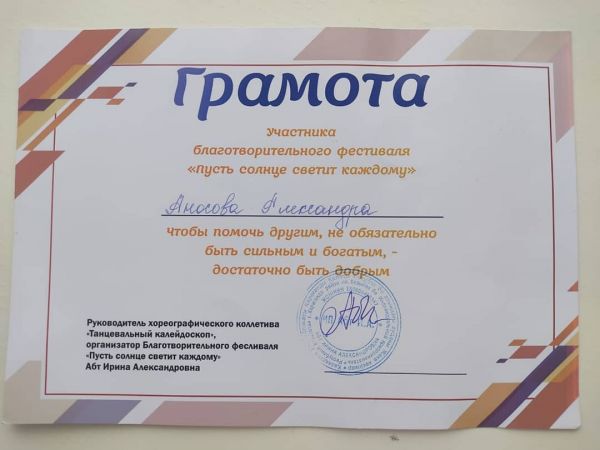 Грамота
Участника
благотворительного фестиваля
«Пусть солнце светит каждому»
Аносова Александра
Чтобы помочь другим, не обязательно
быть сильным и богатым, -
достаточно быть добрым
Руководитель хореографического коллетива
«Танцевальный калейдоскоп»,
организатор Благотворительного фесливаля
«Пусть солнце светит каждому»
Абт Ирина Александровна